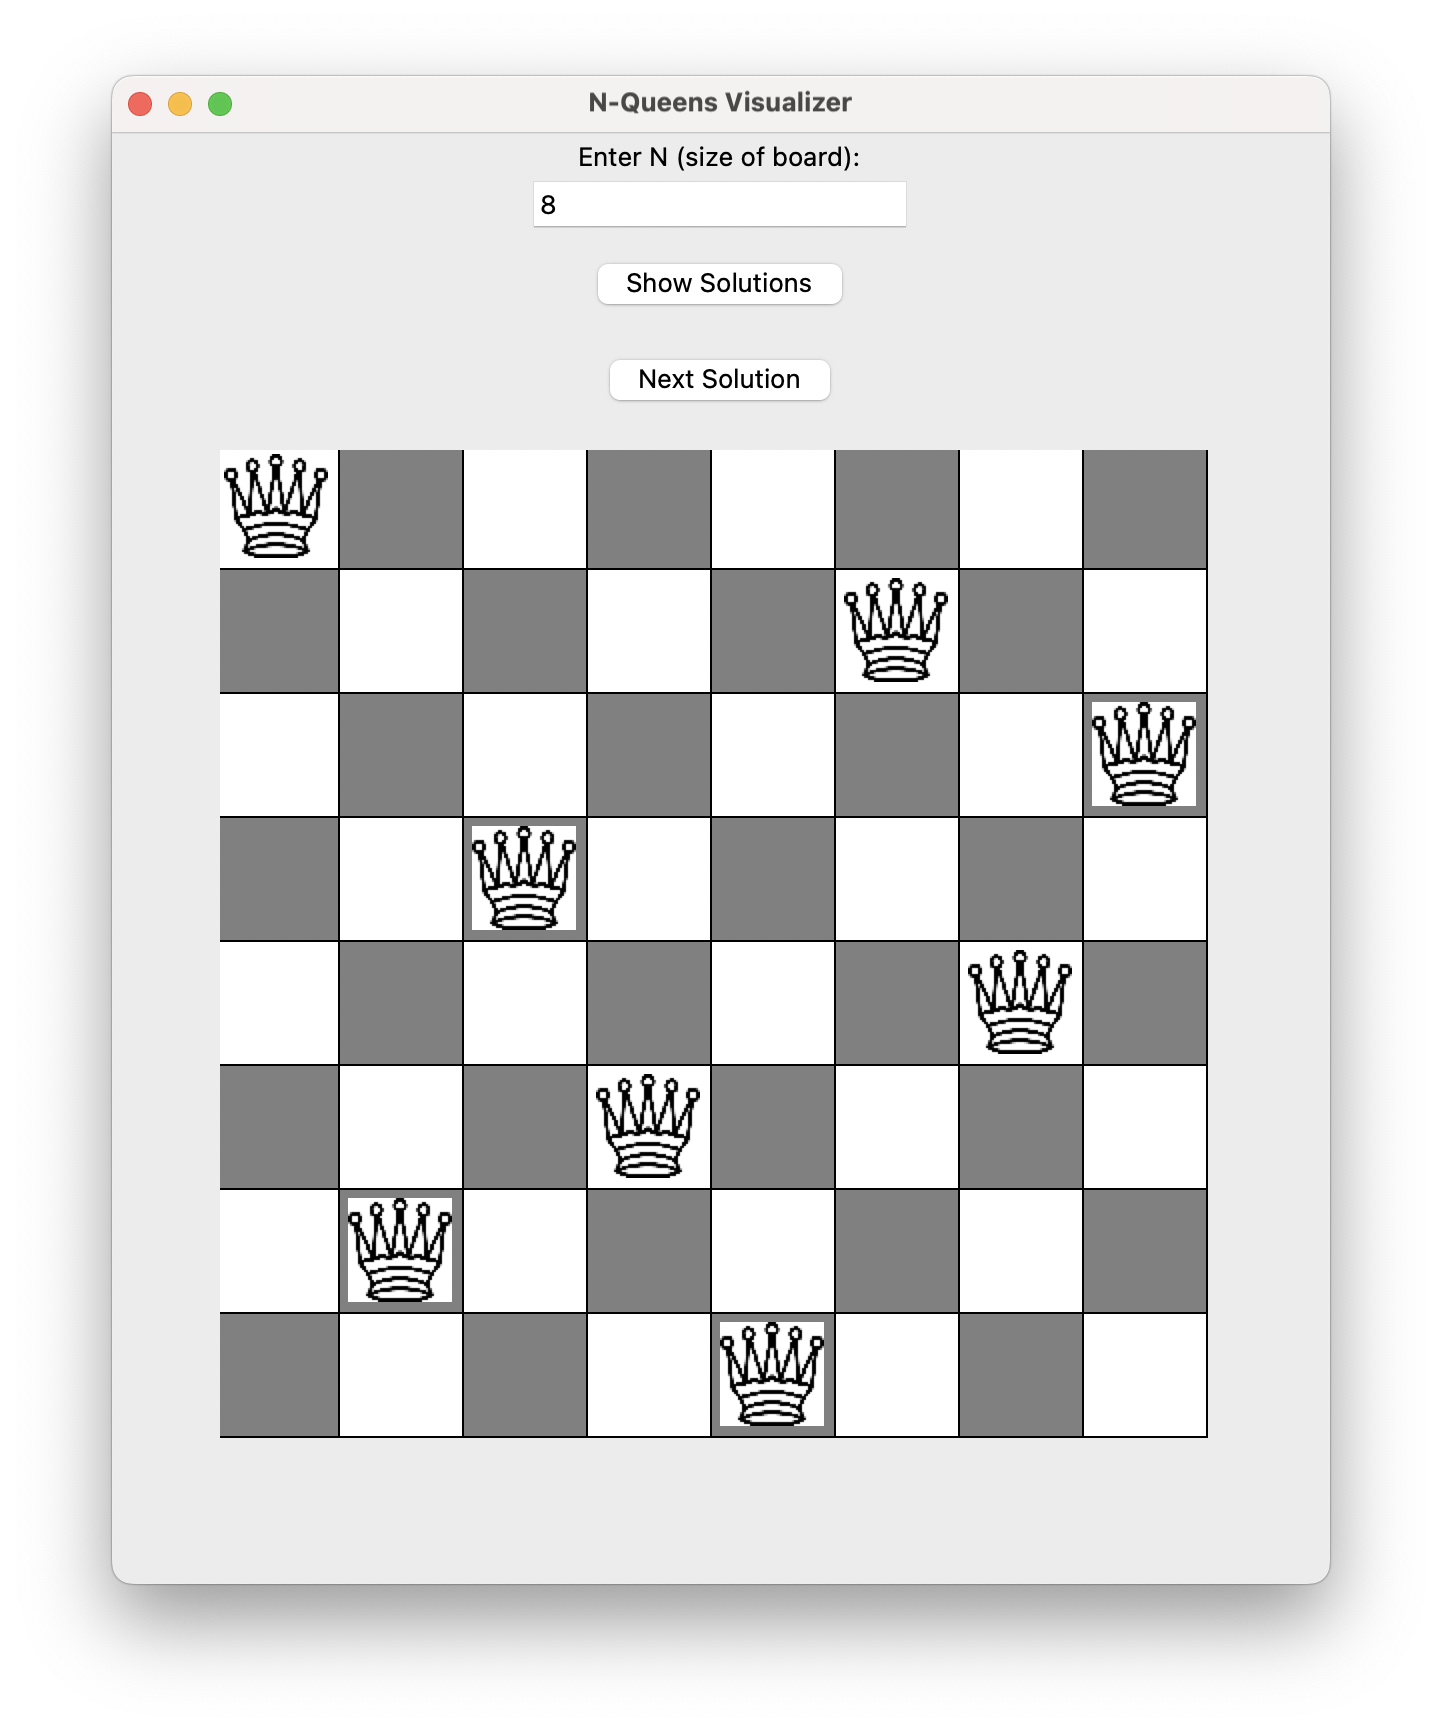 N-Queens Visualizer
Enter N (size of board):
8
Show Solutions
Next Solution